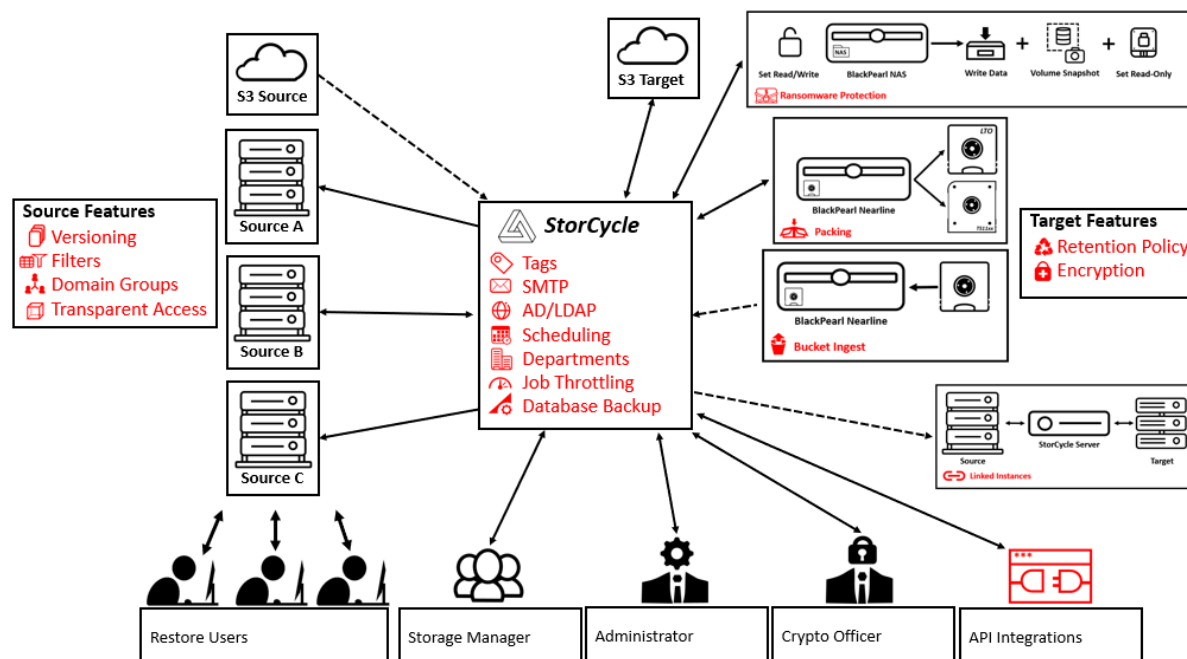 S3 Source
S3 Target
Set Read/Write
NAS
BlackPearl NAS
Write Data
Volume Snapshot
Set Read-Only
Ransomware Protection
Source A
LTO
BlackPearl Nearline
Packing
Source Features
Versioning
Filters
Domain Groups
Transparent Access
StorCycle
Tags
SMTP
AD/LDAP
Scheduling
Departments
Job Throttling
Database Backup
Target Features
Retention Policy
Encryption
Source B
BlackPearl Nearline
Bucket Ingest
Source C
Source
StorCycle Server
Target
Linked Instances
Restore Users
Storage Manager
Administrator
Crypto Officer
API Integrations